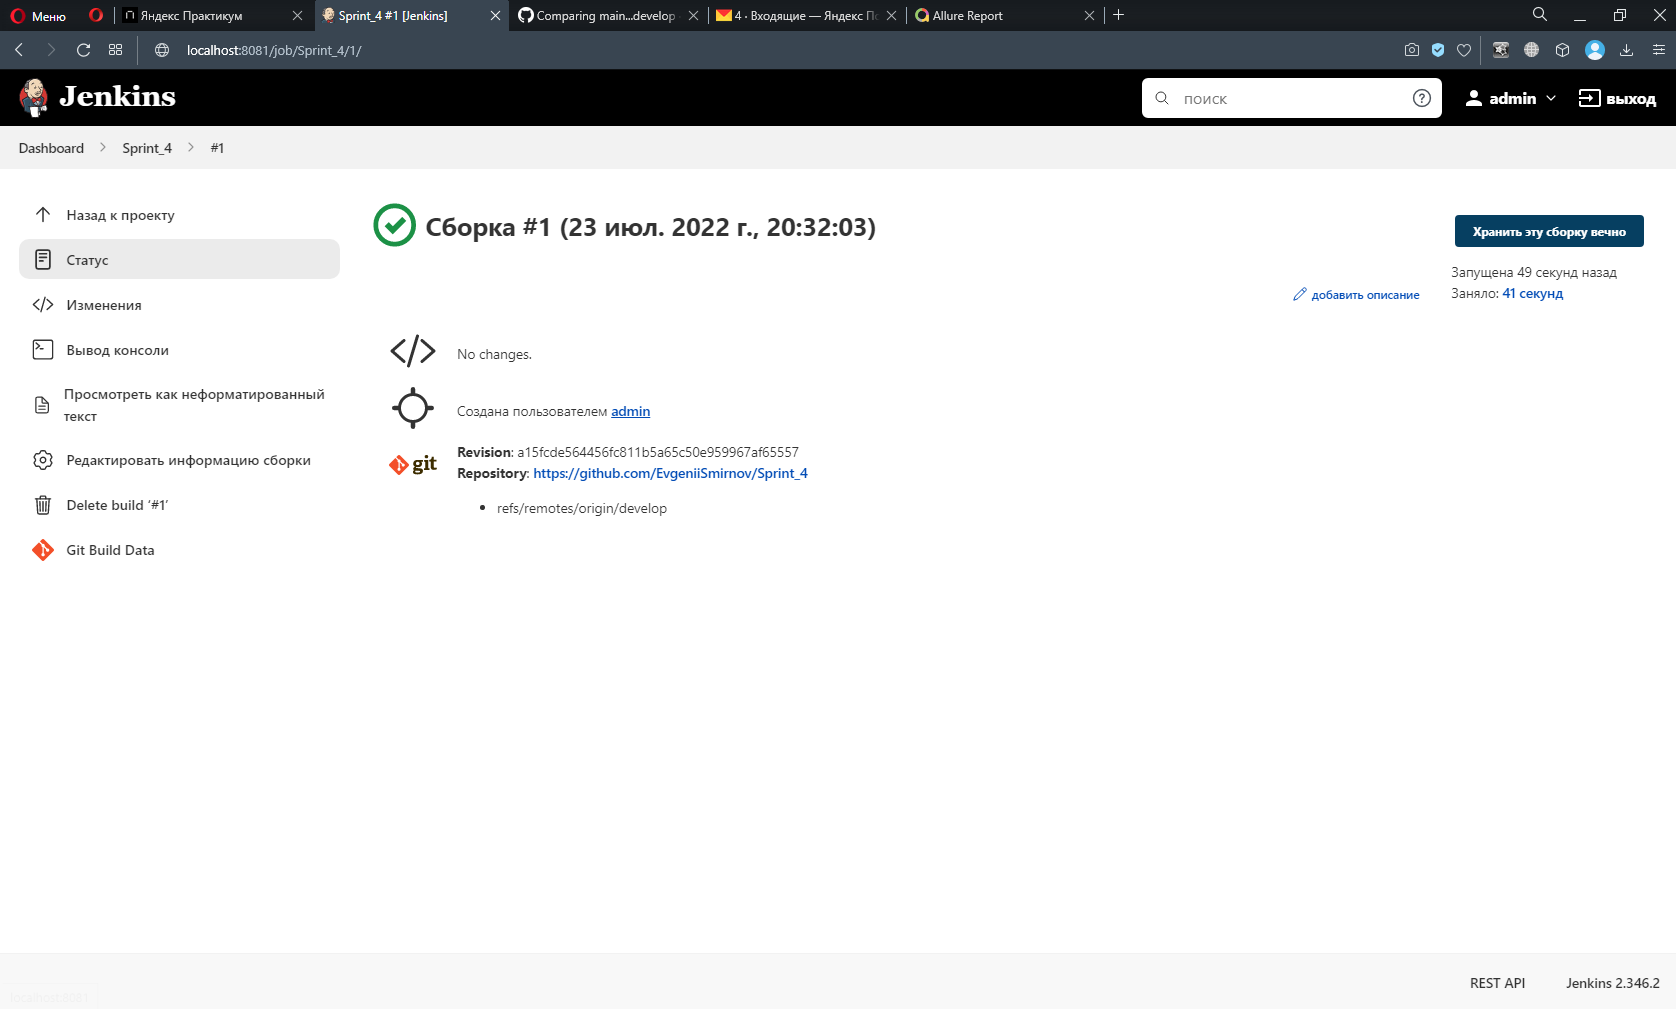 Меню
Яндекс Практикум
Sprint_4 #1 [Jenkins]
Comparing main...develop
4 · Входящие — Яндекс По
Allure Report
localhost:8081/job/Sprint_4/1/
Jenkins
поиск
admin
выход
Dashboard
Sprint_4
#1
Назад к проекту
Статус
Изменения
Вывод консоли
Просмотреть как неформатированный
текст
Редактировать информацию сборки
Delete build ‘#1’
Git Build Data
Сборка #1 (23 июл. 2022 г., 20:32:03)
Хранить эту сборку вечно
Запущена 49 секунд назад
Заняло: 41 секунд
добавить описание
No changes.
Создана пользователем admin
git
Revision: a15fcde564456fc811b5a65c50e959967af65557
Repository: https://github.com/EvgeniiSmirnov/Sprint_4
refs/remotes/origin/develop
localhost:8081
REST API
Jenkins 2.346.2